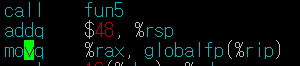 call fun5
addq $48, %rsp
movq %rax, globalfp(%rip)